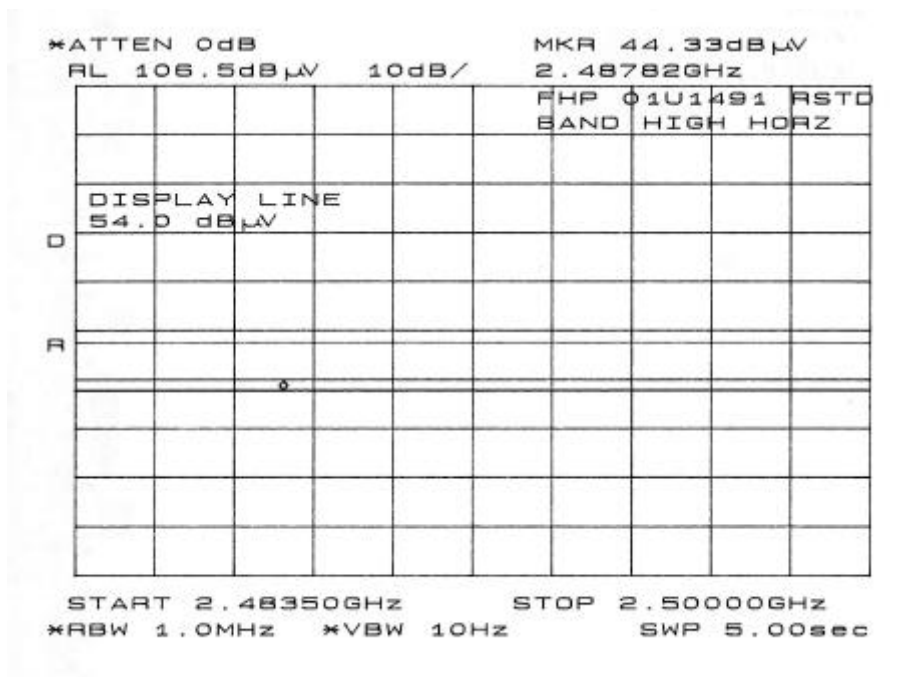 *ATTEN 0dB
MKR 44.33dBµV
RL 106.5dBµV 10dB/
2.48782GHz
FHP 01U1491 RSTD
BAND HIGH HORZ
DISPLAY LINE
54.0 dBµV
D
R
START 2.48350GHz STOP 2.50000GHz
*RBW 1.0MHz *VBW 10Hz SWP 5.00sec